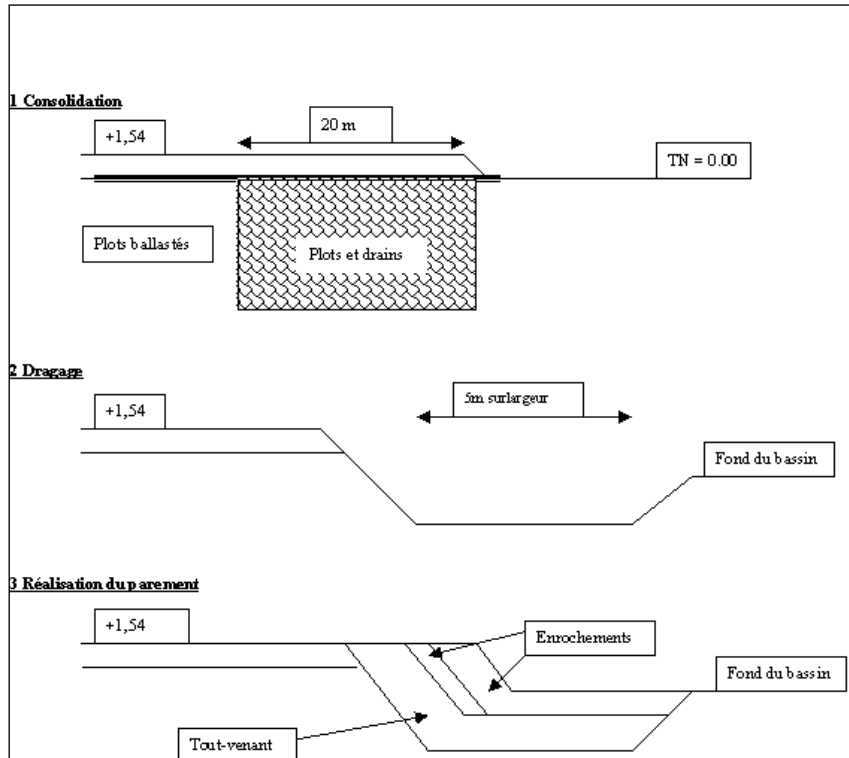 1 Consolidation
20 m
+1,54
TN = 0.00
Plots ballastés
Plots et drains
2 Dragage
5m surlargeur
+1,54
Fond du bassin
3 Réalisation du parement
+1,54
Enrochements
Fond du bassin
Tout-venant